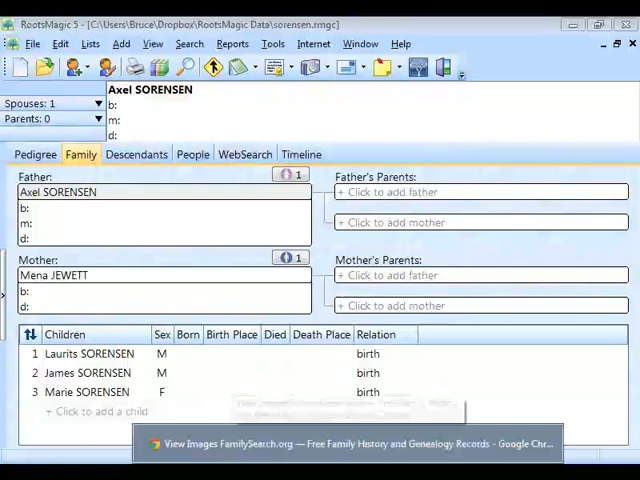 RootsMagic 5 - [C:\Users\Bruce\Dropbox\RootsMagic Data\sorensen.rmgc]
File Edit Lists Add View Search Reports Tools Internet Window Help
Axel SORENSEN
Spouses: 1
b:
Parents: 0
m:
d:
Pedigree Family Descendants People WebSearch Timeline
Father: 1 Father's Parents:
Axel SORENSEN + Click to add father
b:
m: + Click to add mother
d:
Mother: 1 Mother's Parents:
Mena JEWETT + Click to add father
b:
d: + Click to add mother
Children Sex Born Birth Place Died Death Place Relation
1 Laurits SORENSEN M birth
2 James SORENSEN M birth
3 Marie SORENSEN F birth
+ Click to add a child
View Images FamilySearch.org — Free Family History and Genealogy Records - Google Chr...